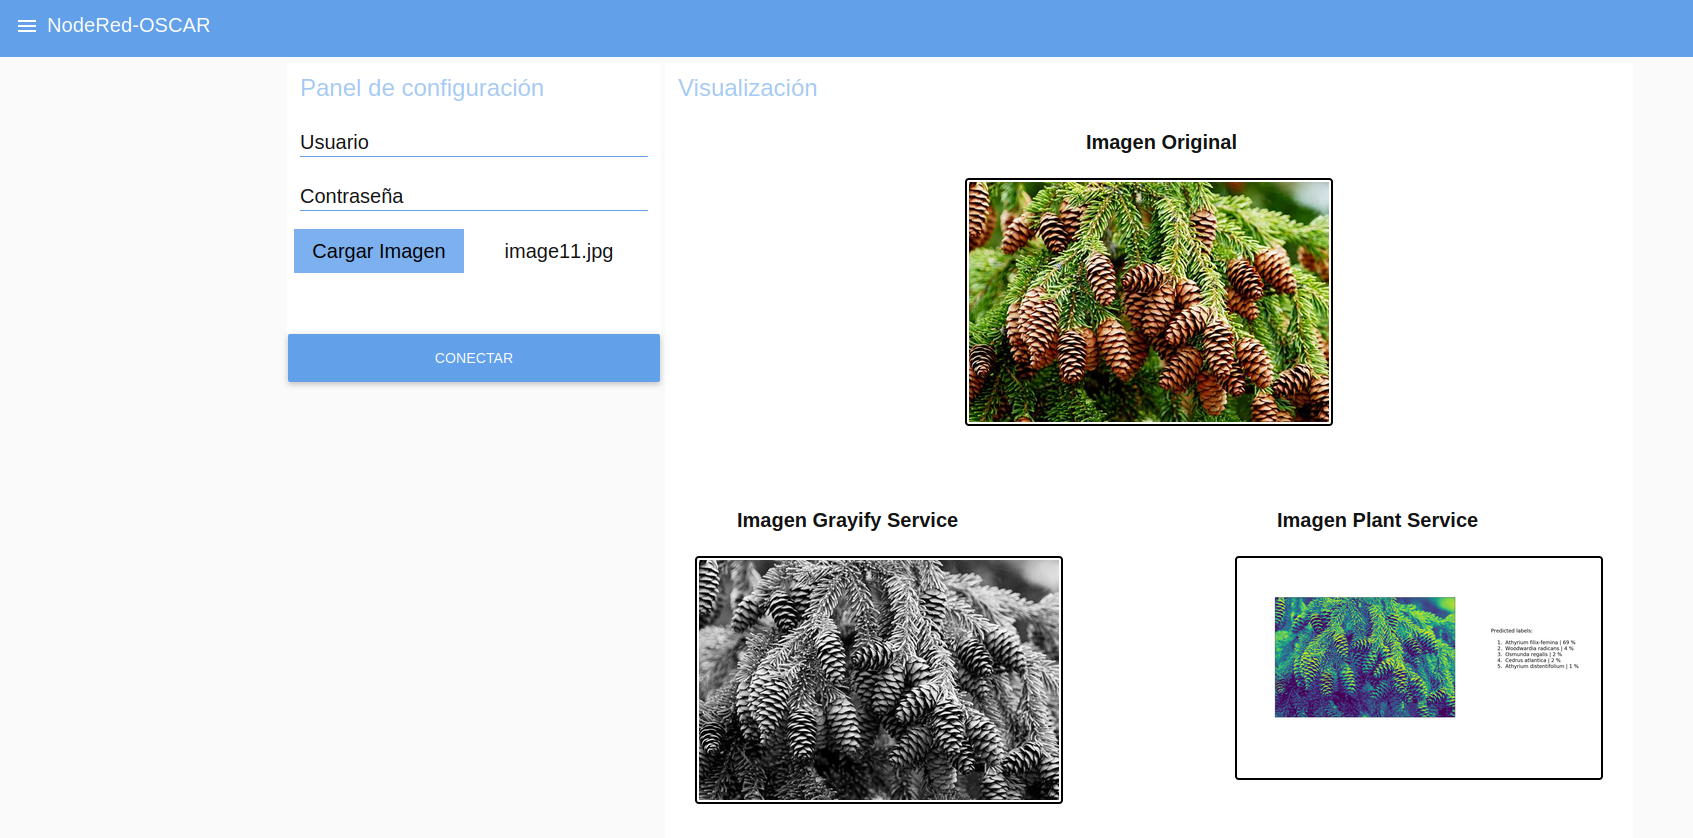 NodeRed-OSCAR
Panel de configuración
Usuario
Contraseña
Cargar Imagen image11.jpg
CONECTAR
Visualización
Imagen Original
Imagen Grayify Service
Imagen Plant Service
Predicted labels:
1. Athyrium filix-femina | 69 %
2. Woodwardia radicans | 4 %
3. Osmunda regalis | 2 %
4. Cedrus atlantica | 2 %
5. Athyrium distentifolium | 1 %